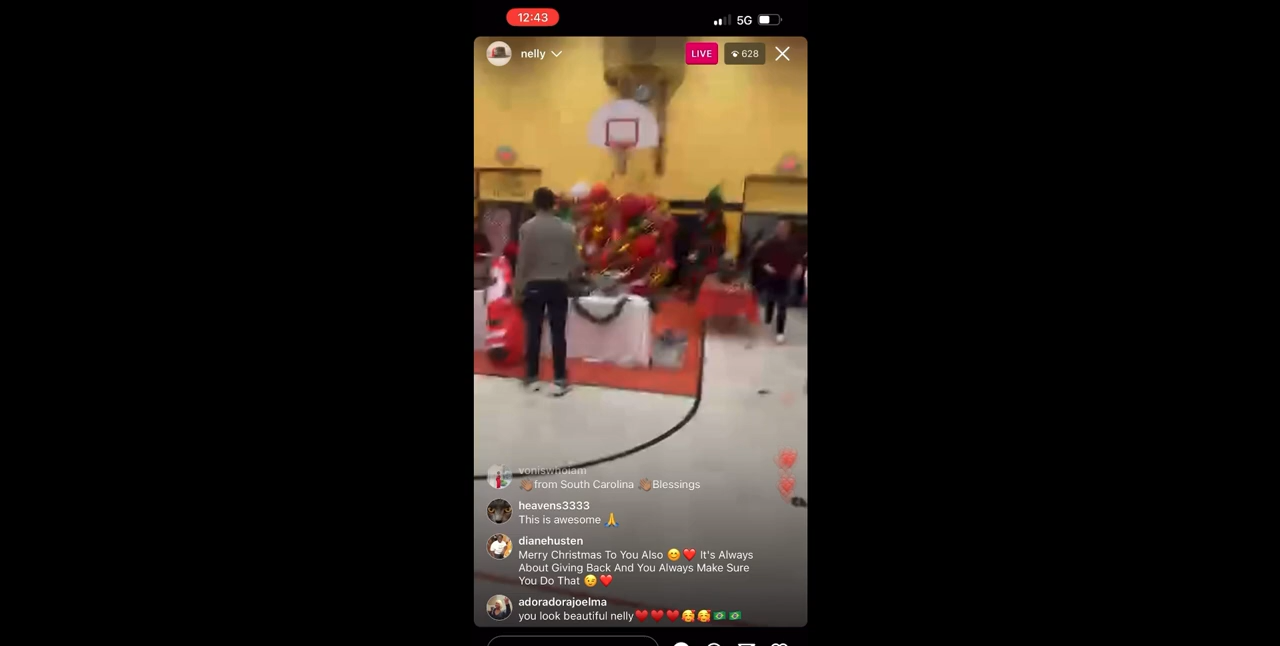 12:43
5G
nelly
LIVE
628
voniswhoiam
👋🏽from South Carolina 👋🏽Blessings
heavens3333
This is awesome 🙏
dianehusten
Merry Christmas To You Also 😊❤️ It's Always
About Giving Back And You Always Make Sure
You Do That 😉❤️
adoradorajoelma
you look beautiful nelly❤️❤️❤️🥰🥰🇧🇷🇧🇷